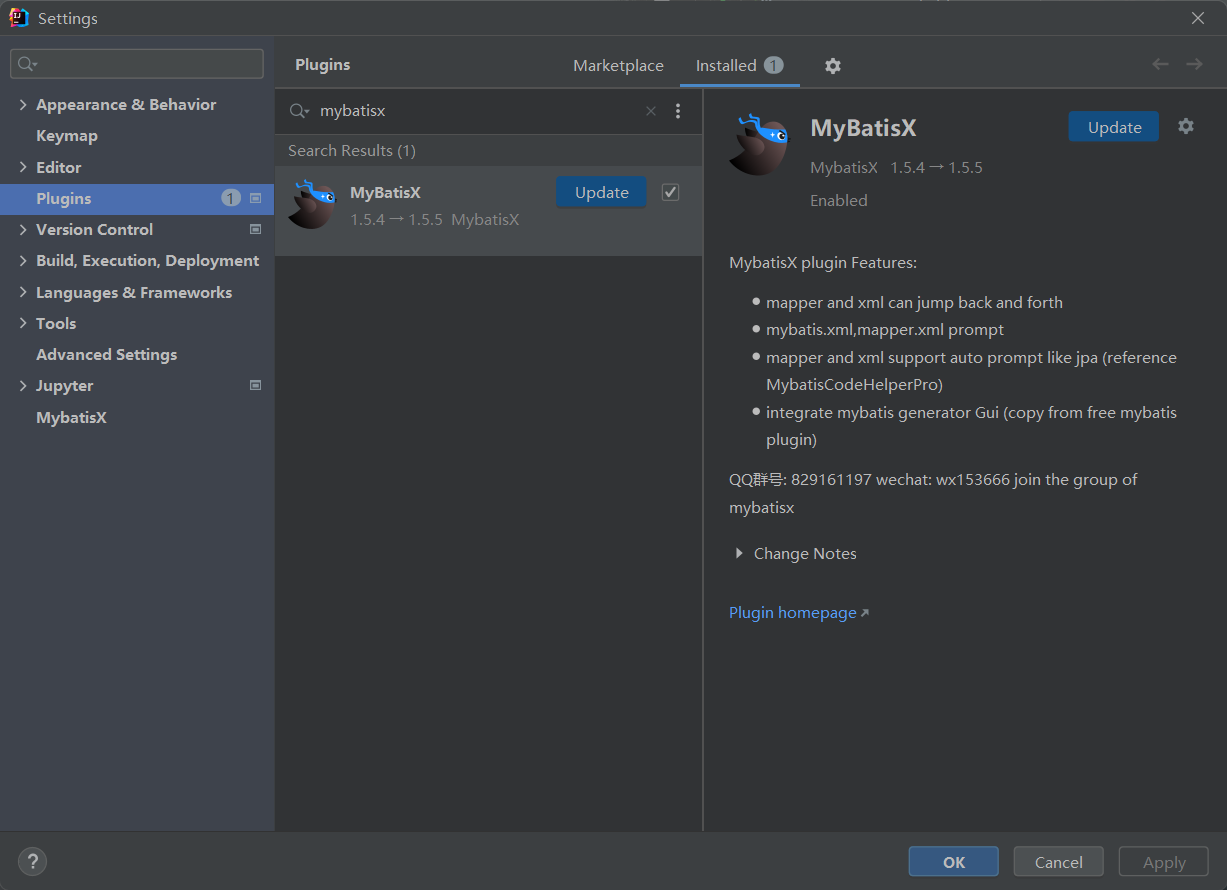 Settings
Plugins
Marketplace
Installed 1
Appearance & Behavior
Keymap
Editor
Plugins 1
Version Control
Build, Execution, Deployment
Languages & Frameworks
Tools
Advanced Settings
Jupyter
MybatisX
mybatisx
Search Results (1)
MyBatisX
Update
1.5.4 → 1.5.5 MybatisX
MyBatisX
Update
MybatisX 1.5.4 → 1.5.5
Enabled
MybatisX plugin Features:
mapper and xml can jump back and forth
mybatis.xml,mapper.xml prompt
mapper and xml support auto prompt like jpa (reference
MybatisCodeHelperPro)
integrate mybatis generator Gui (copy from free mybatis
plugin)
QQ群号: 829161197 wechat: wx153666 join the group of
mybatisx
Change Notes
Plugin homepage
?
OK
Cancel
Apply